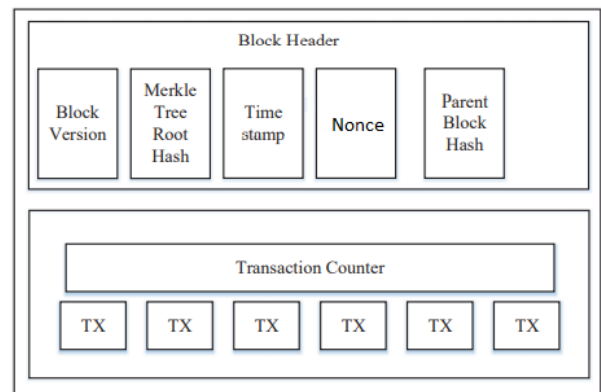 Block Header
Block
Version
Merkle
Tree
Root
Hash
Time
stamp
Nonce
Parent
Block
Hash
Transaction Counter
TX
TX
TX
TX
TX
TX